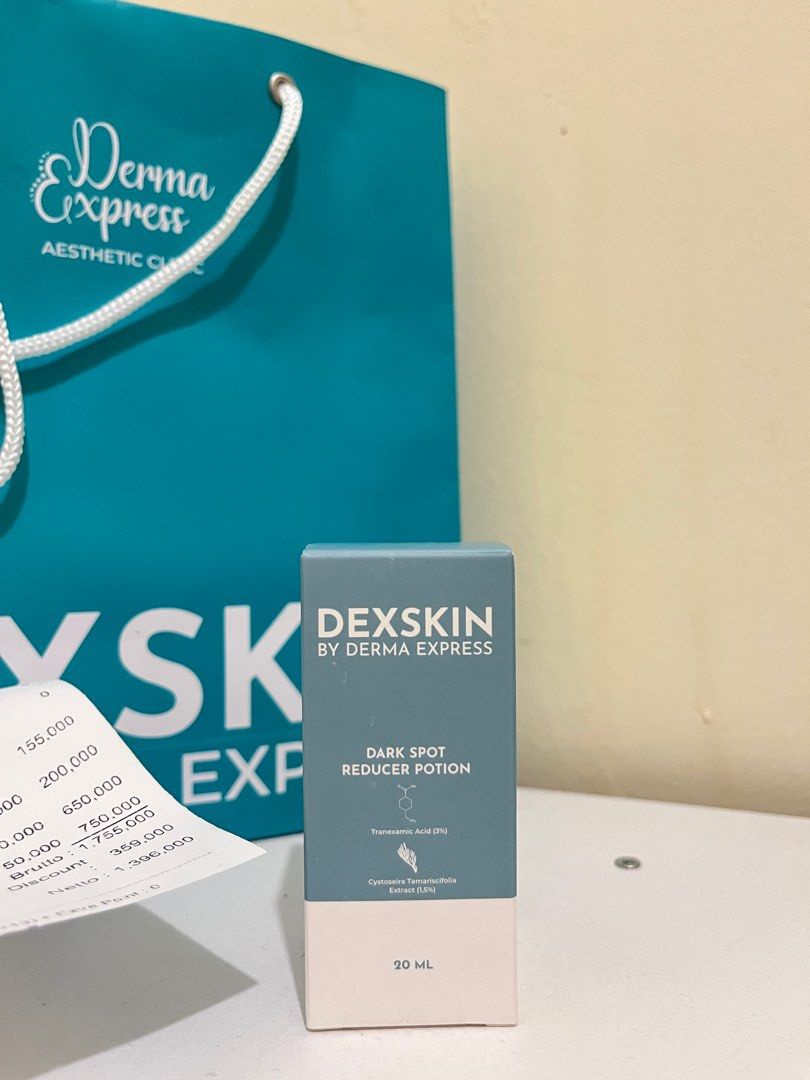 Derma
Express
AESTHETIC
XSK
EXP
DEXSKIN
BY DERMA EXPRESS
DARK SPOT
REDUCER POTION
Tranexamic Acid (3%)
Cystoseira Tamariscifolia
Extract (1,5%)
20 ML
0
155,000
200,000
650,000
750,000
Brutto : 1,755,000
Discount : 359,000
Netto : 1,396,000
Extra Point : 0